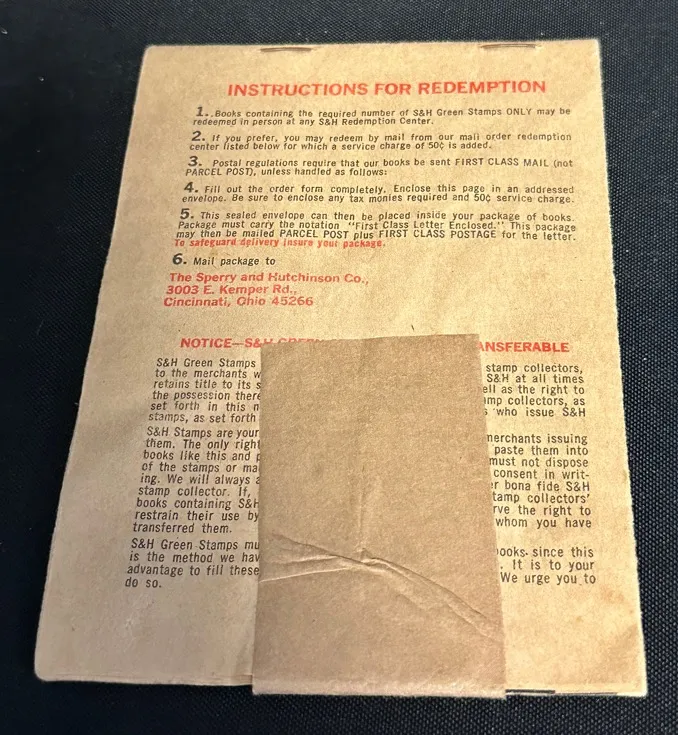 INSTRUCTIONS FOR REDEMPTION
1. Books containing the required number of S&H Green Stamps ONLY may be
redeemed in person at any S&H Redemption Center.
2. If you prefer, you may redeem by mail from our mail order redemption
center listed below for which a service charge of 50¢ is added.
3. Postal regulations require that our books be sent FIRST CLASS MAIL (not
PARCEL POST), unless handled as follows:
4. Fill out the order form completely. Enclose this page in an addressed
envelope. Be sure to enclose any tax monies required and 50¢ service charge.
5. This sealed envelope can then be placed inside your package of books.
Package must carry the notation "First Class Letter Enclosed." This package
may then be mailed PARCEL POST plus FIRST CLASS POSTAGE for the letter.
To safeguard delivery insure your package.
6. Mail package to
The Sperry and Hutchinson Co.,
3003 E. Kemper Rd.,
Cincinnati, Ohio 45266
NOTICE—S&H ANSFERABLE
S&H Green Stamps stamp collectors,
to the merchants w S&H at all times
retains title to its s ell as the right to
the possession there mp collectors, as
set forth in this n who issue S&H
stamps, as set forth
S&H Stamps are your merchants issuing
them. The only right paste them into
books like this and p must not dispose
of the stamps or ma consent in writ-
ing. We will always a er bona fide S&H
stamp collector. If, tamp collectors'
books containing S&H rve the right to
restrain their use by whom you have
transferred them.
S&H Green Stamps mu books since this
is the method we hav . It is to your
advantage to fill these We urge you to
do so.